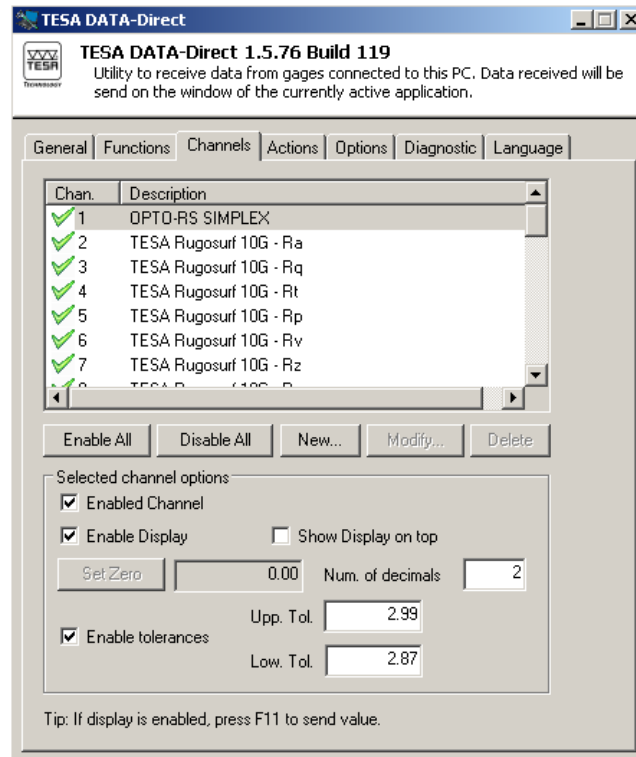 TESA DATA-Direct
TESA
TECHNOLOGY
TESA DATA-Direct 1.5.76 Build 119
Utility to receive data from gages connected to this PC. Data received will be
send on the window of the currently active application.
General Functions Channels Actions Options Diagnostic Language
Chan. Description
1 OPTO-RS SIMPLEX
2 TESA Rugosurf 10G - Ra
3 TESA Rugosurf 10G - Rq
4 TESA Rugosurf 10G - Rt
5 TESA Rugosurf 10G - Rp
6 TESA Rugosurf 10G - Rv
7 TESA Rugosurf 10G - Rz
Enable All Disable All New... Modify... Delete
Selected channel options
Enabled Channel
Enable Display Show Display on top
Set Zero 0.00 Num. of decimals 2
Upp. Tol. 2.99
Enable tolerances
Low. Tol. 2.87
Tip: If display is enabled, press F11 to send value.